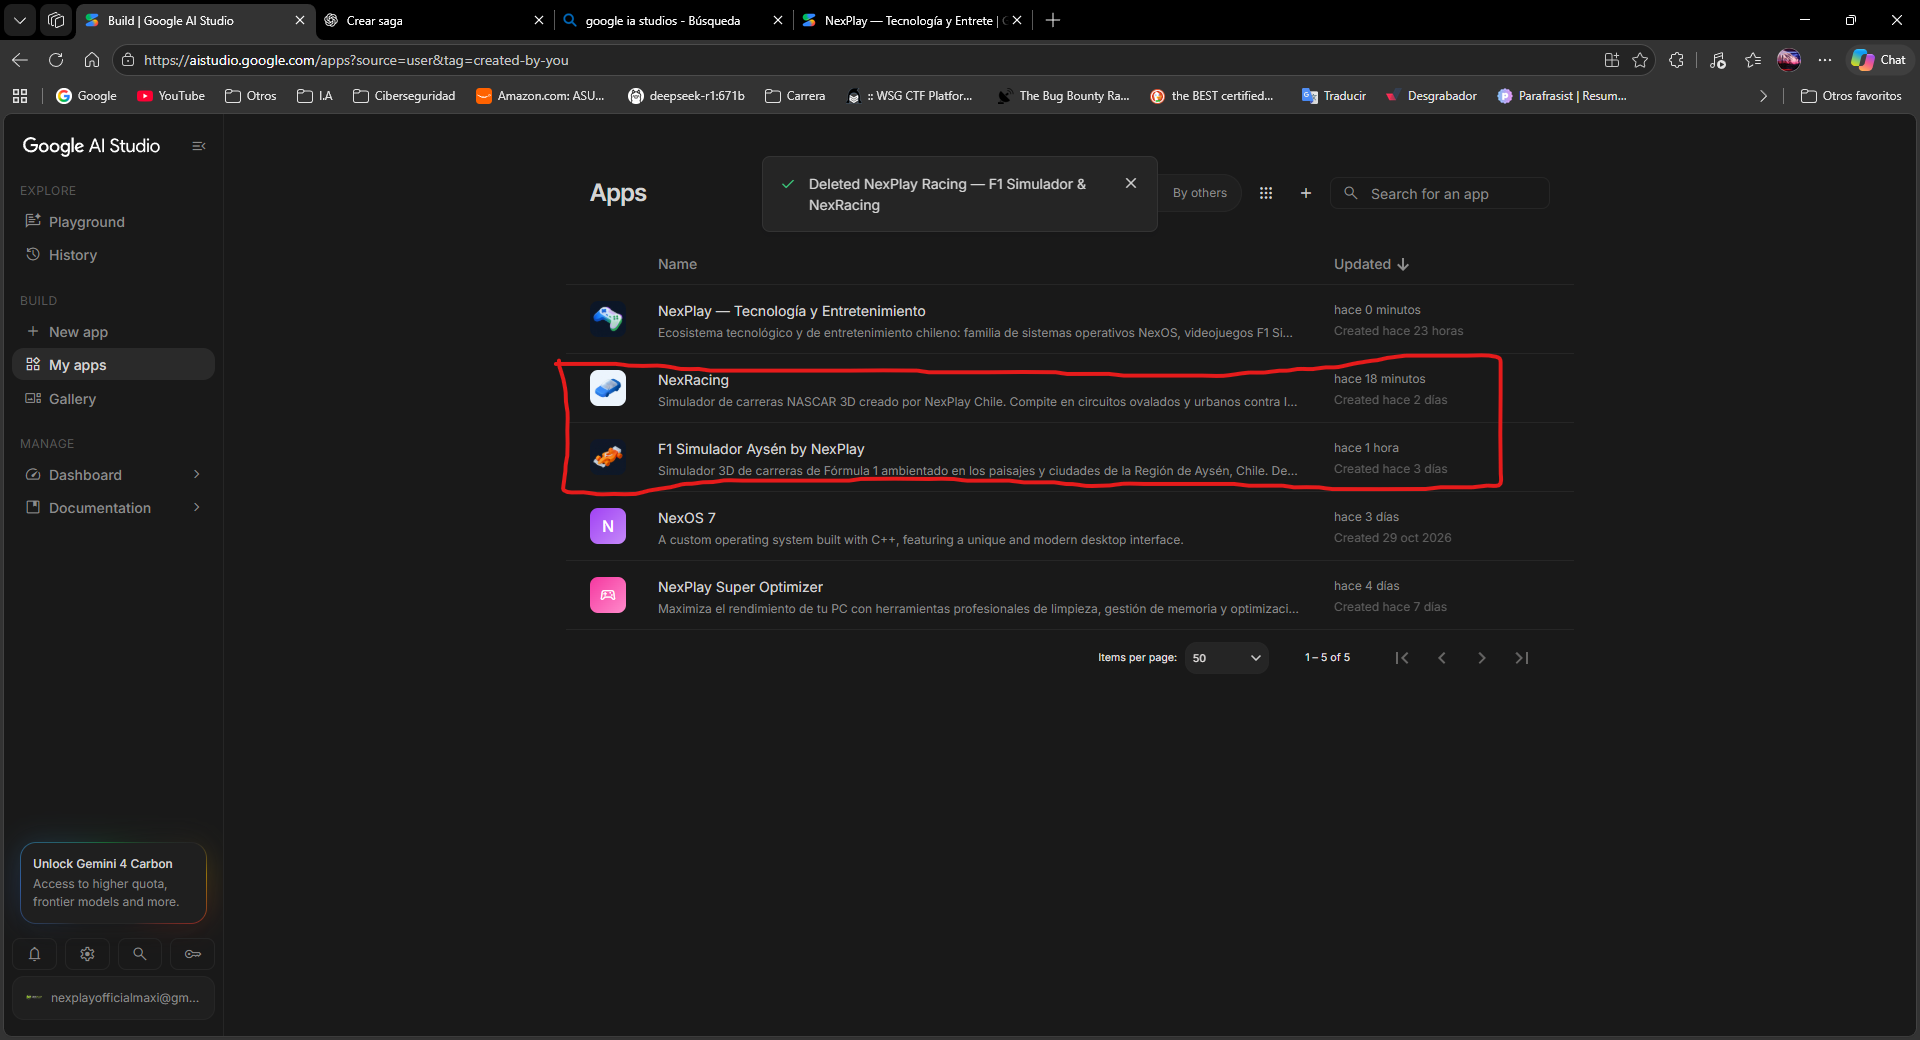 Build | Google AI Studio
Crear saga
google ia studios - Búsqueda
NexPlay — Tecnología y Entrete |
https://aistudio.google.com/apps?source=user&tag=created-by-you
Chat
Google
YouTube
Otros
I.A
Ciberseguridad
Amazon.com: ASU...
deepseek-r1:671b
Carrera
:: WSG CTF Platfor...
The Bug Bounty Ra...
the BEST certified...
Traducir
Desgrabador
Parafrasist | Resum...
Otros favoritos
Google AI Studio
EXPLORE
Playground
History
BUILD
New app
My apps
Gallery
MANAGE
Dashboard
Documentation
Apps
Deleted NexPlay Racing — F1 Simulador &
NexRacing
By others
Search for an app
Name
Updated
NexPlay — Tecnología y Entretenimiento
Ecosistema tecnológico y de entretenimiento chileno: familia de sistemas operativos NexOS, videojuegos F1 Si...
hace 0 minutos
Created hace 23 horas
NexRacing
Simulador de carreras NASCAR 3D creado por NexPlay Chile. Compite en circuitos ovalados y urbanos contra I...
hace 18 minutos
Created hace 2 días
F1 Simulador Aysén by NexPlay
Simulador 3D de carreras de Fórmula 1 ambientado en los paisajes y ciudades de la Región de Aysén, Chile. De...
hace 1 hora
Created hace 3 días
N
NexOS 7
A custom operating system built with C++, featuring a unique and modern desktop interface.
hace 3 días
Created 29 oct 2026
NexPlay Super Optimizer
Maximiza el rendimiento de tu PC con herramientas profesionales de limpieza, gestión de memoria y optimizaci...
hace 4 días
Created hace 7 días
Items per page:
50
1 – 5 of 5
Unlock Gemini 4 Carbon
Access to higher quota,
frontier models and more.
nexplayofficialmaxi@gm...